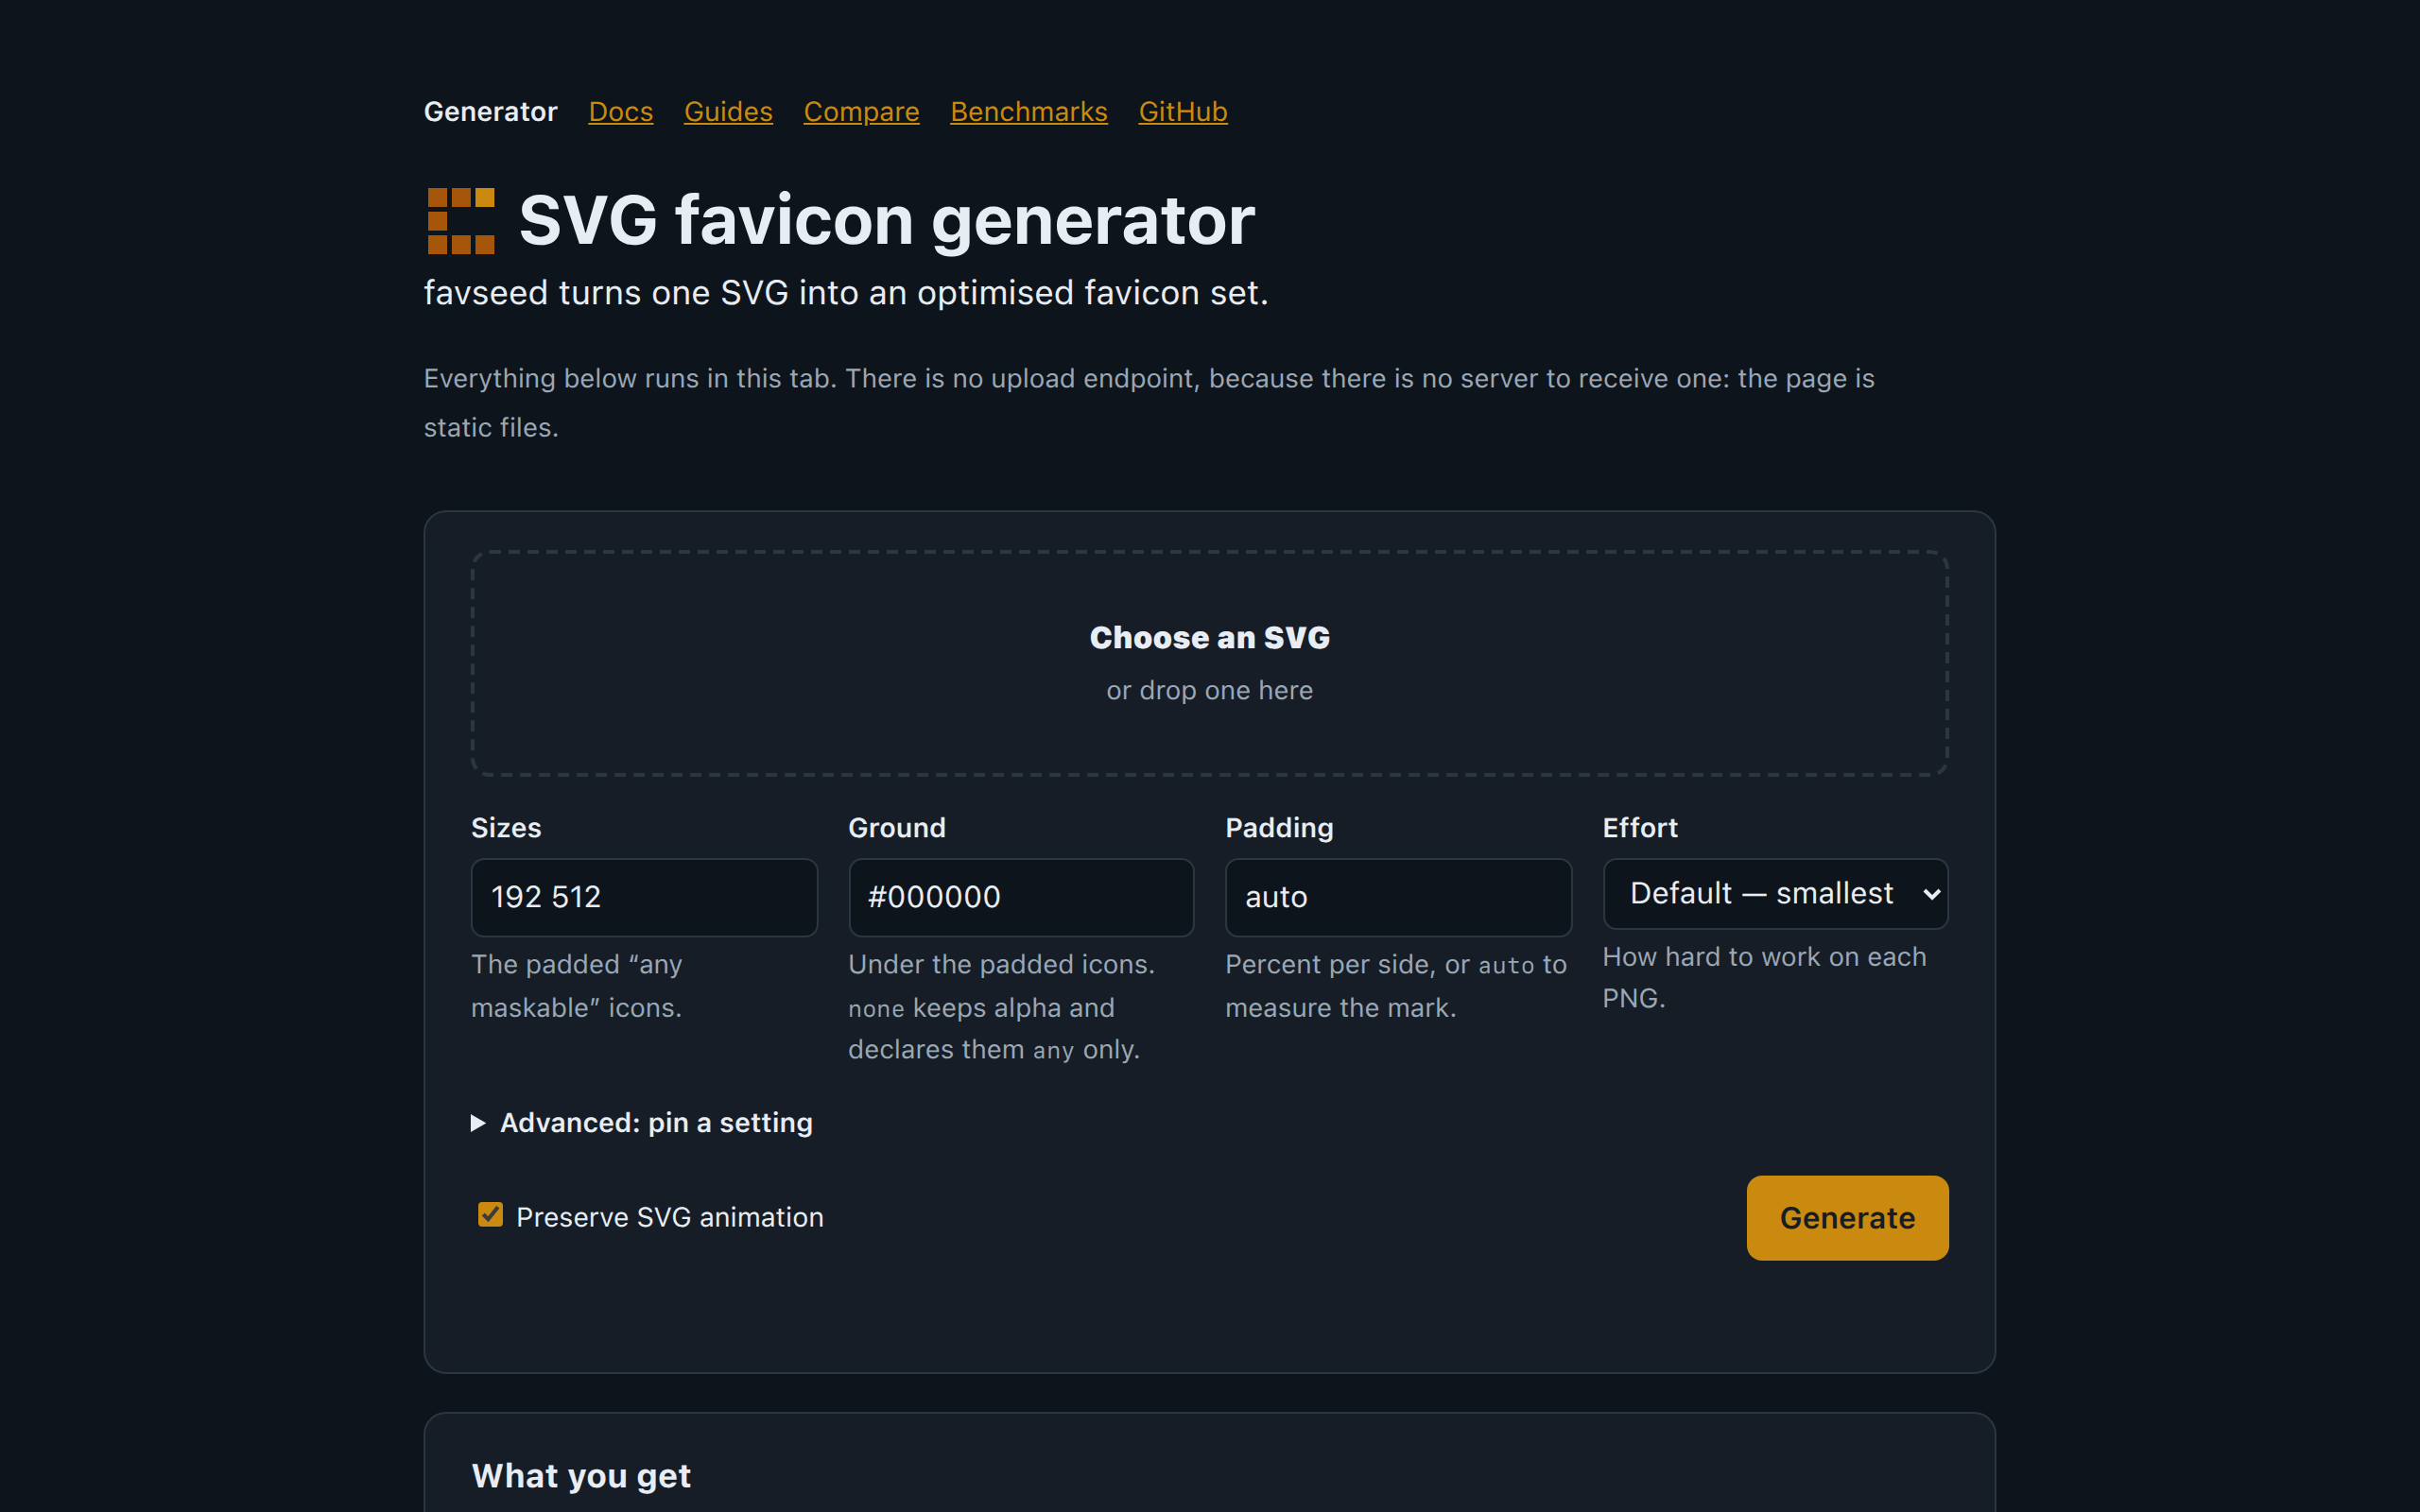 Generator Docs Guides Compare Benchmarks GitHub
SVG favicon generator
favseed turns one SVG into an optimised favicon set.
Everything below runs in this tab. There is no upload endpoint, because there is no server to receive one: the page is
static files.
Choose an SVG
or drop one here
Sizes
192 512
The padded “any
maskable” icons.
Ground
#000000
Under the padded icons.
none keeps alpha and
declares them any only.
Padding
auto
Percent per side, or auto to
measure the mark.
Effort
Default — smallest
How hard to work on each
PNG.
Advanced: pin a setting
Preserve SVG animation
Generate
What you get